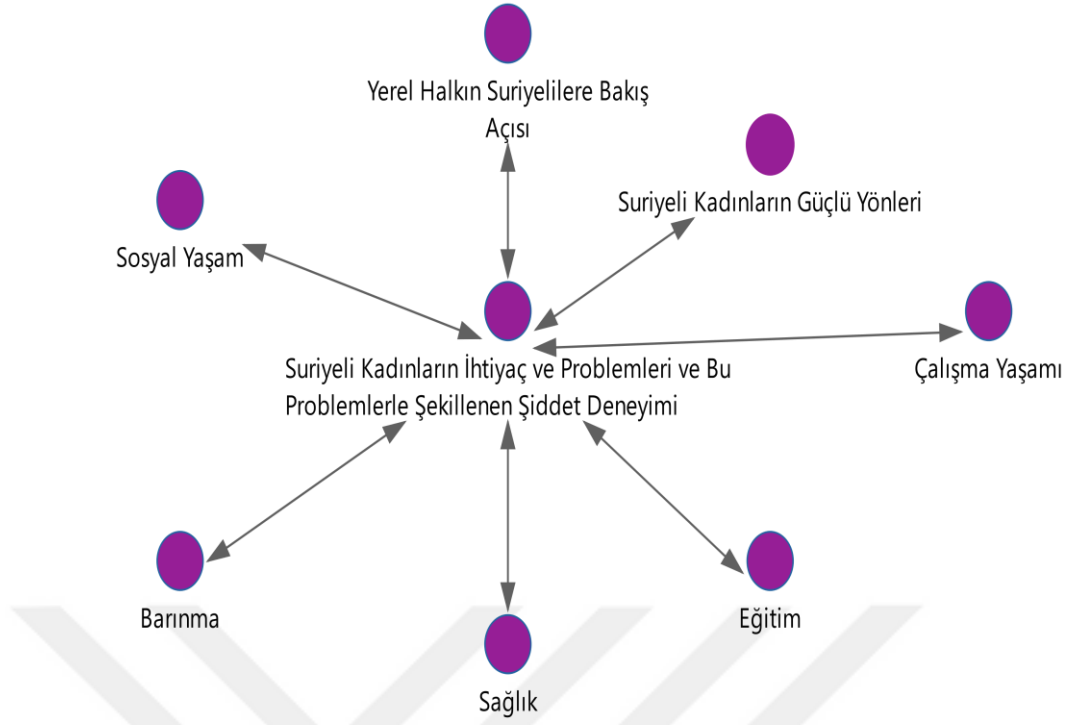 Yerel Halkın Suriyelilere Bakış
Açısı
Suriyeli Kadınların Güçlü Yönleri
Sosyal Yaşam
Suriyeli Kadınların İhtiyaç ve Problemleri ve Bu
Problemlerle Şekillenen Şiddet Deneyimi
Çalışma Yaşamı
Barınma
Eğitim
Sağlık